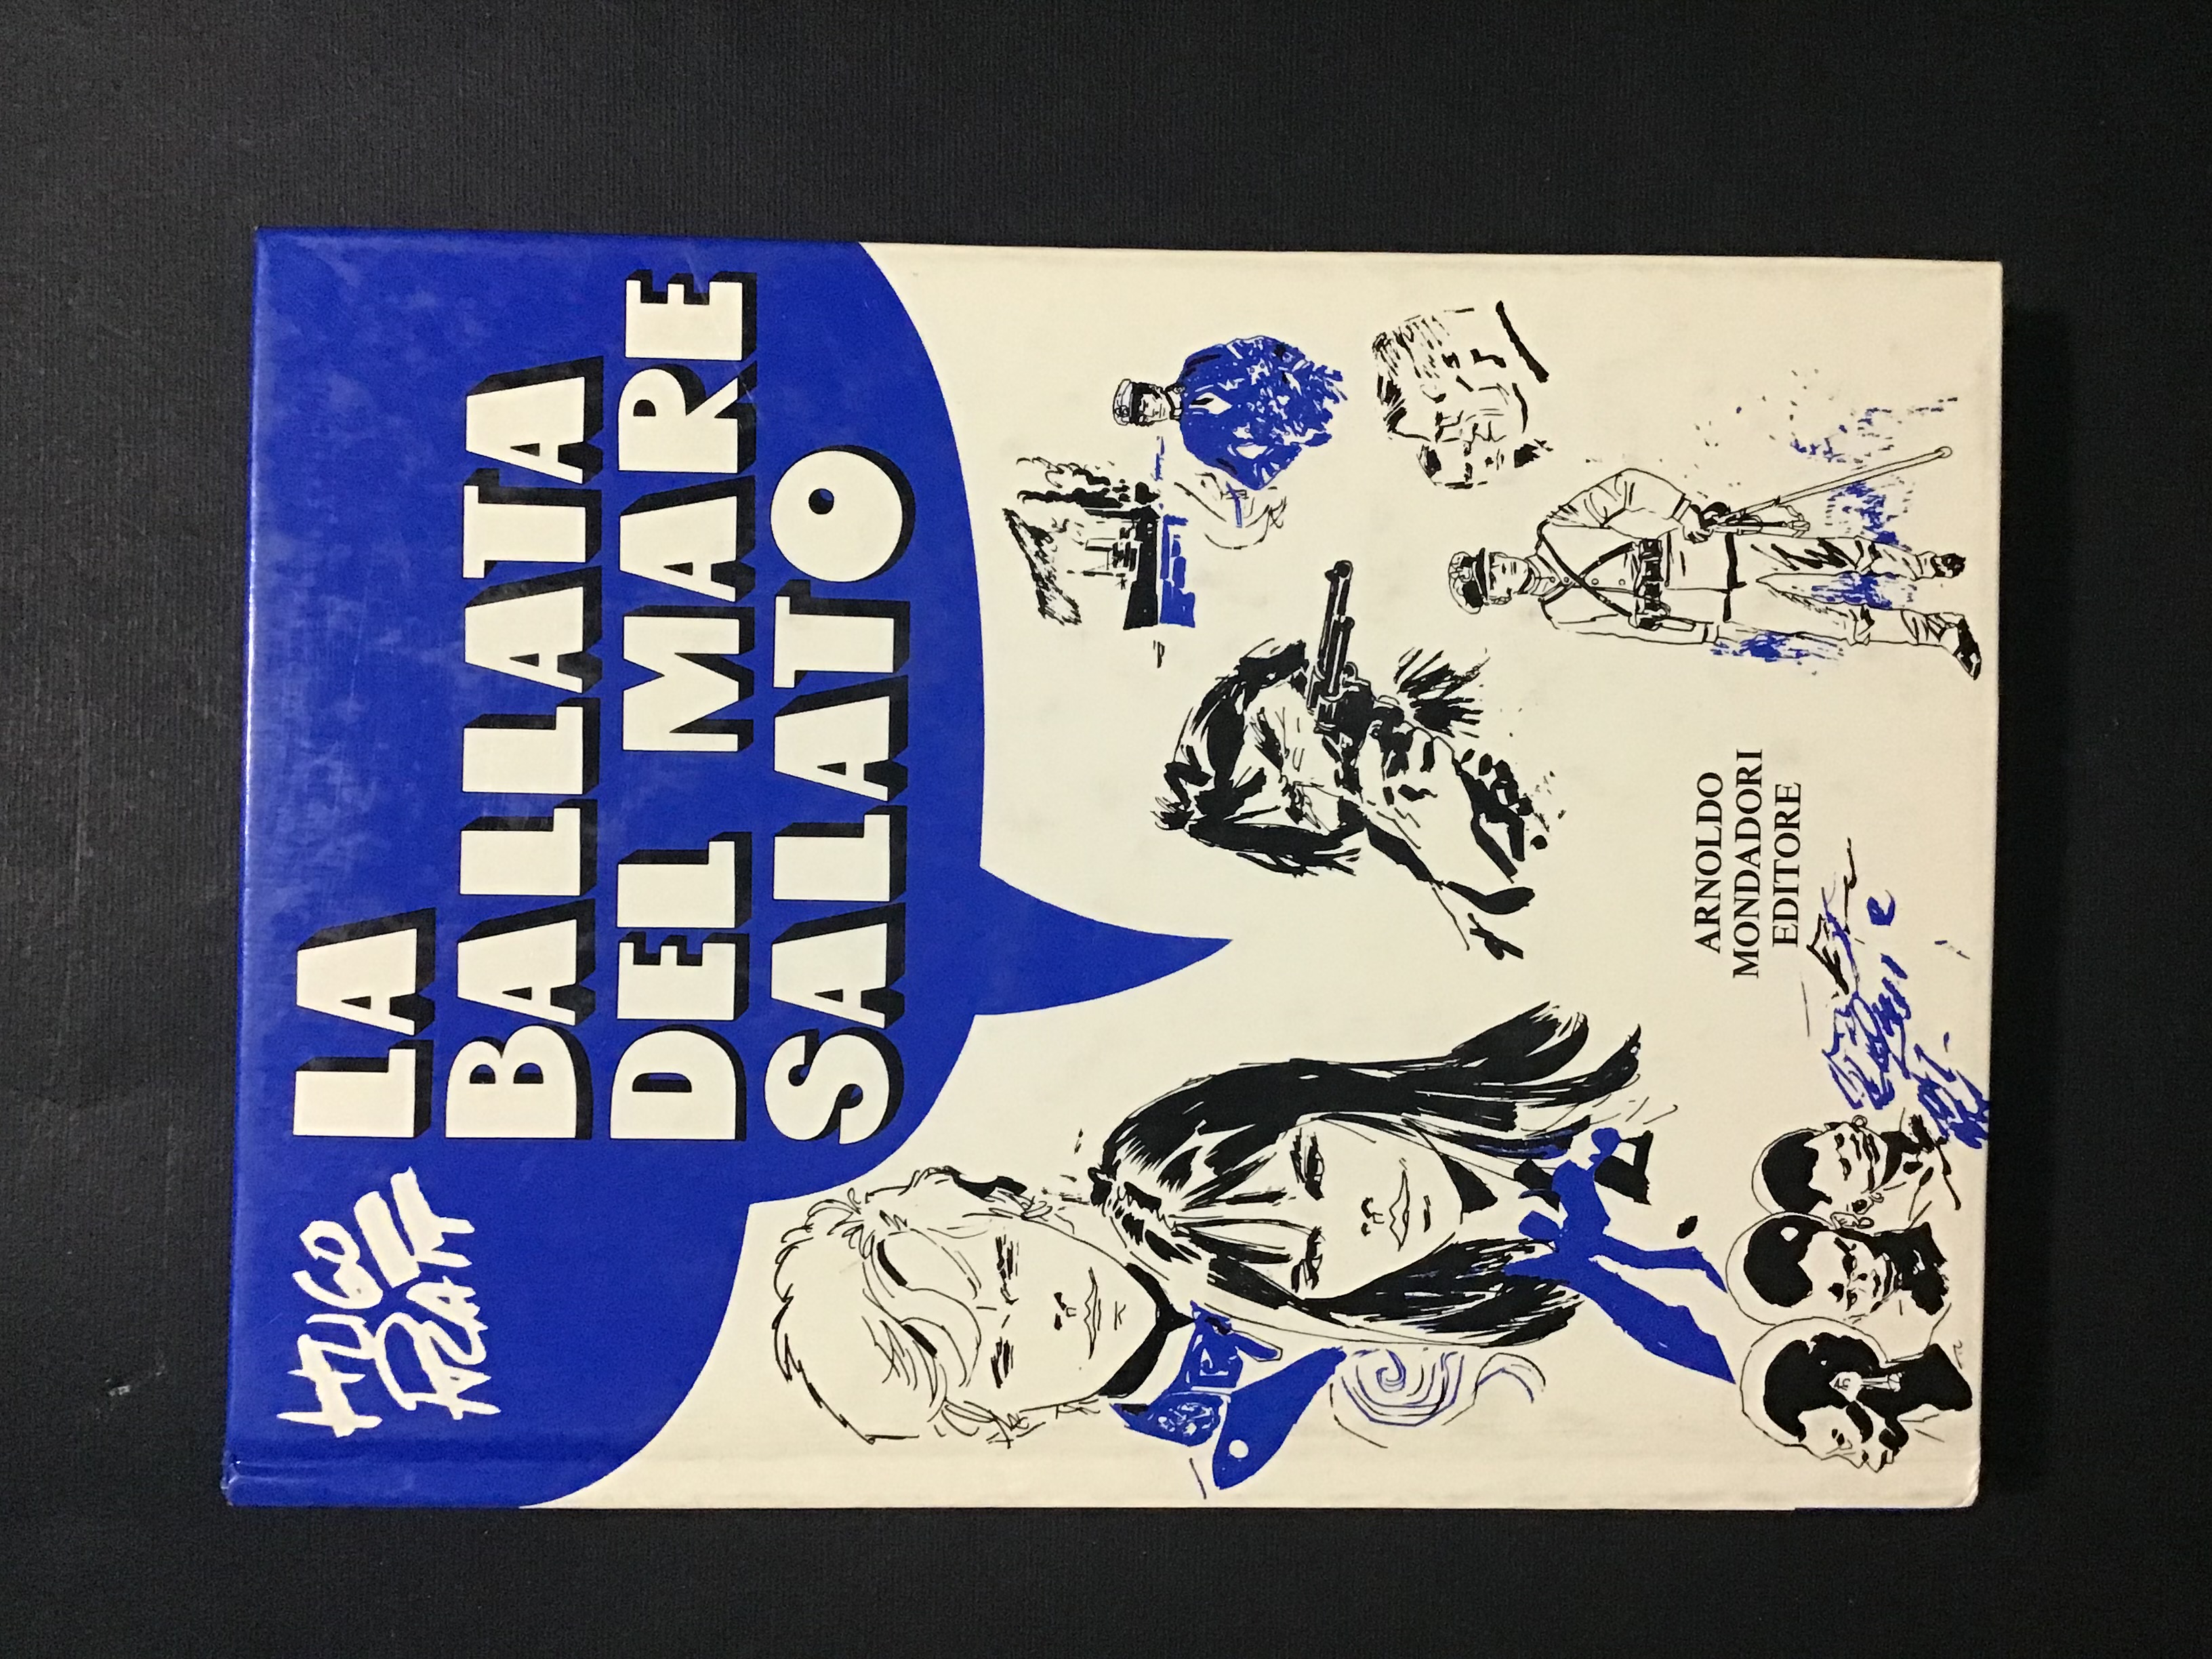 HUGO
PRATT
LA
BALLATA
DEL MARE
SALATO
ARNOLDO
MONDADORI
EDITORE